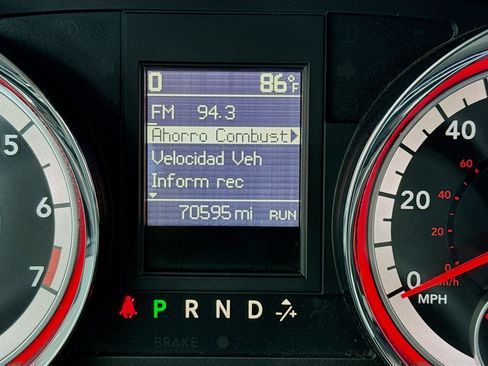 O 86°F
FM 94.3
Ahorro Combust
Velocidad Veh
Inform rec
70595 mi RUN
P R N D -/+
BRAKE
5
6
7
40
20
0
MPH
60
40
20
0
km/h